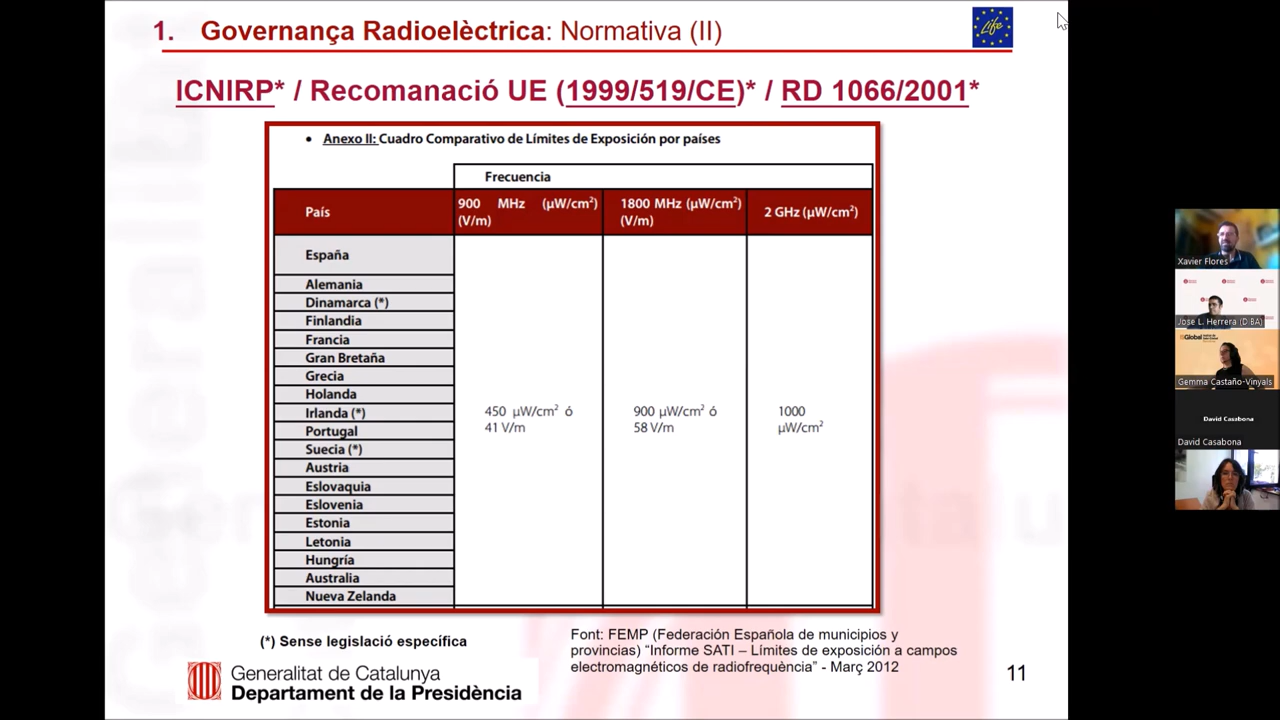 1. Governança Radioelèctrica: Normativa (II)
Life
ICNIRP* / Recomanació UE (1999/519/CE)* / RD 1066/2001*
• Anexo II: Cuadro Comparativo de Límites de Exposición por países
Frecuencia
País
900 MHz (µW/cm²)
(V/m)
1800 MHz (µW/cm²)
(V/m)
2 GHz (µW/cm²)
España
Alemania
Dinamarca (*)
Finlandia
Francia
Gran Bretaña
Grecia
Holanda
Irlanda (*)
Portugal
Suecia (*)
Austria
Eslovaquia
Eslovenia
Estonia
Letonia
Hungría
Australia
Nueva Zelanda
450 µW/cm² ó
41 V/m
900 µW/cm² ó
58 V/m
1000
µW/cm²
(*) Sense legislació específica
Font: FEMP (Federación Española de municipios y
provincias) “Informe SATI – Límites de exposición a campos
electromagnéticos de radiofrequència” - Març 2012
Generalitat de Catalunya
Departament de la Presidència
11
Xavier Flores
Jose L. Herrera (DIBA)
ISGlobal
Gemma Castaño-Vinyals
David Casabona
David Casabona